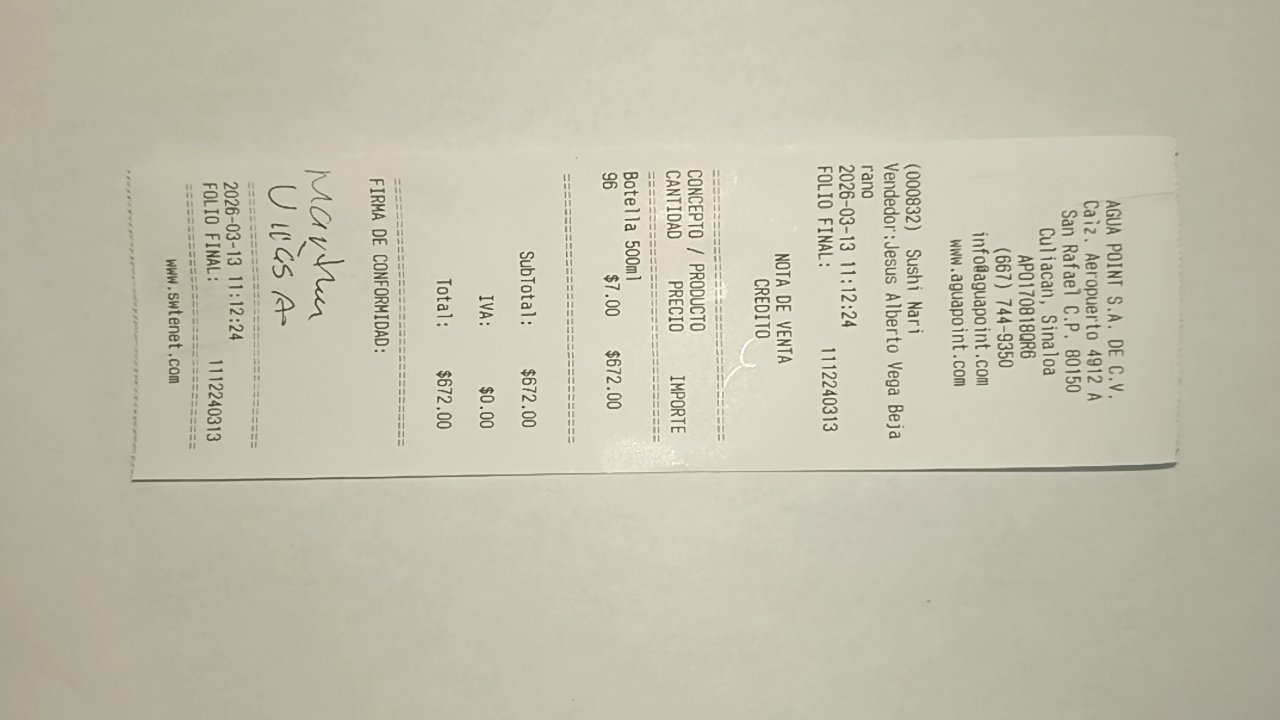 AGUA POINT S.A. DE C.V.
Calz. Aeropuerto 4912 A
San Rafael C.P. 80150
Culiacan, Sinaloa
APO170818QR6
(667) 744-9350
info@aguapoint.com
www.aguapoint.com
(000832) Sushi Nari
Vendedor:Jesus Alberto Vega Beja
rano
2026-03-13 11:12:24
FOLIO FINAL: 1112240313
NOTA DE VENTA
CREDITO
CONCEPTO / PRODUCTO
CANTIDAD PRECIO IMPORTE
Botella 500ml
96 $7.00 $672.00
SubTotal: $672.00
IVA: $0.00
Total: $672.00
FIRMA DE CONFORMIDAD:
2026-03-13 11:12:24
FOLIO FINAL: 1112240313
www.swtenet.com